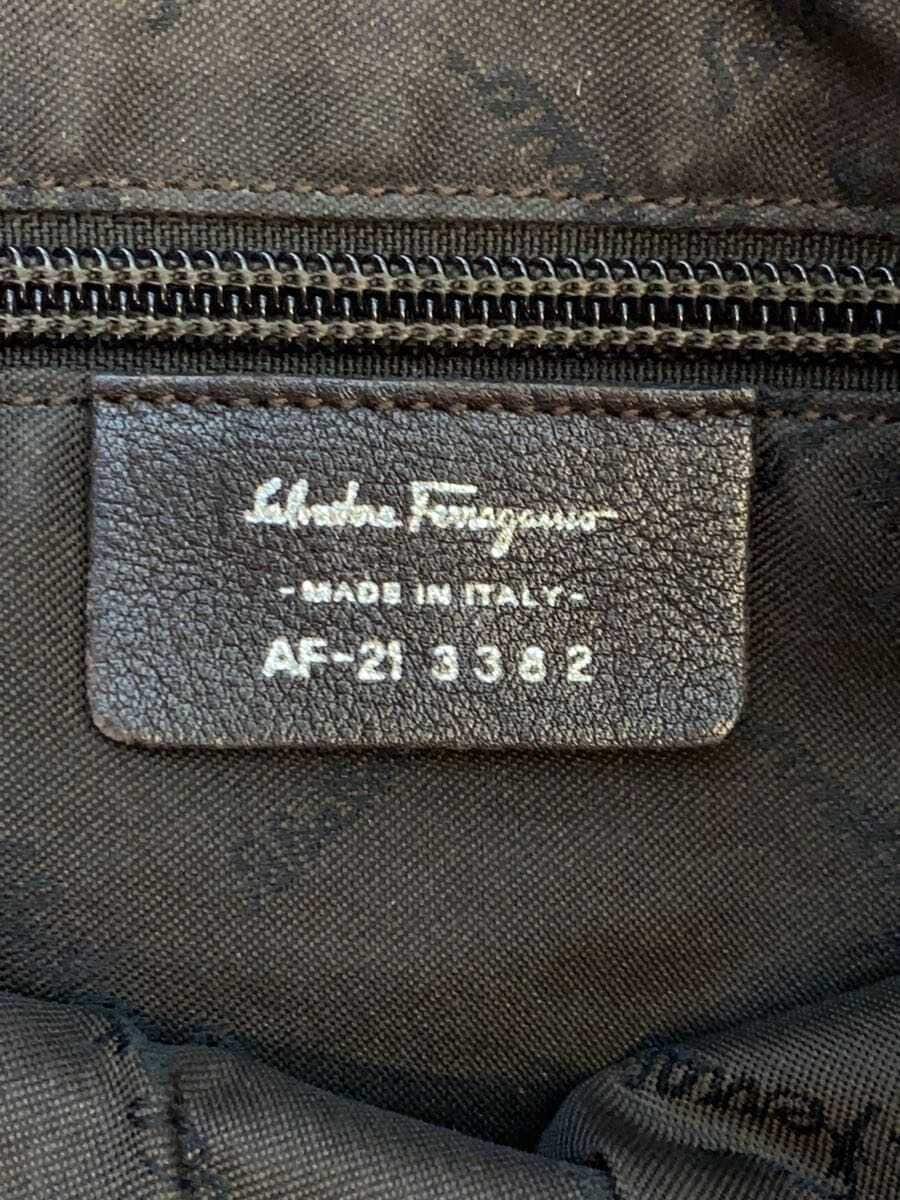 Salvatore Ferragamo
-MADE IN ITALY-
AF-21 3382